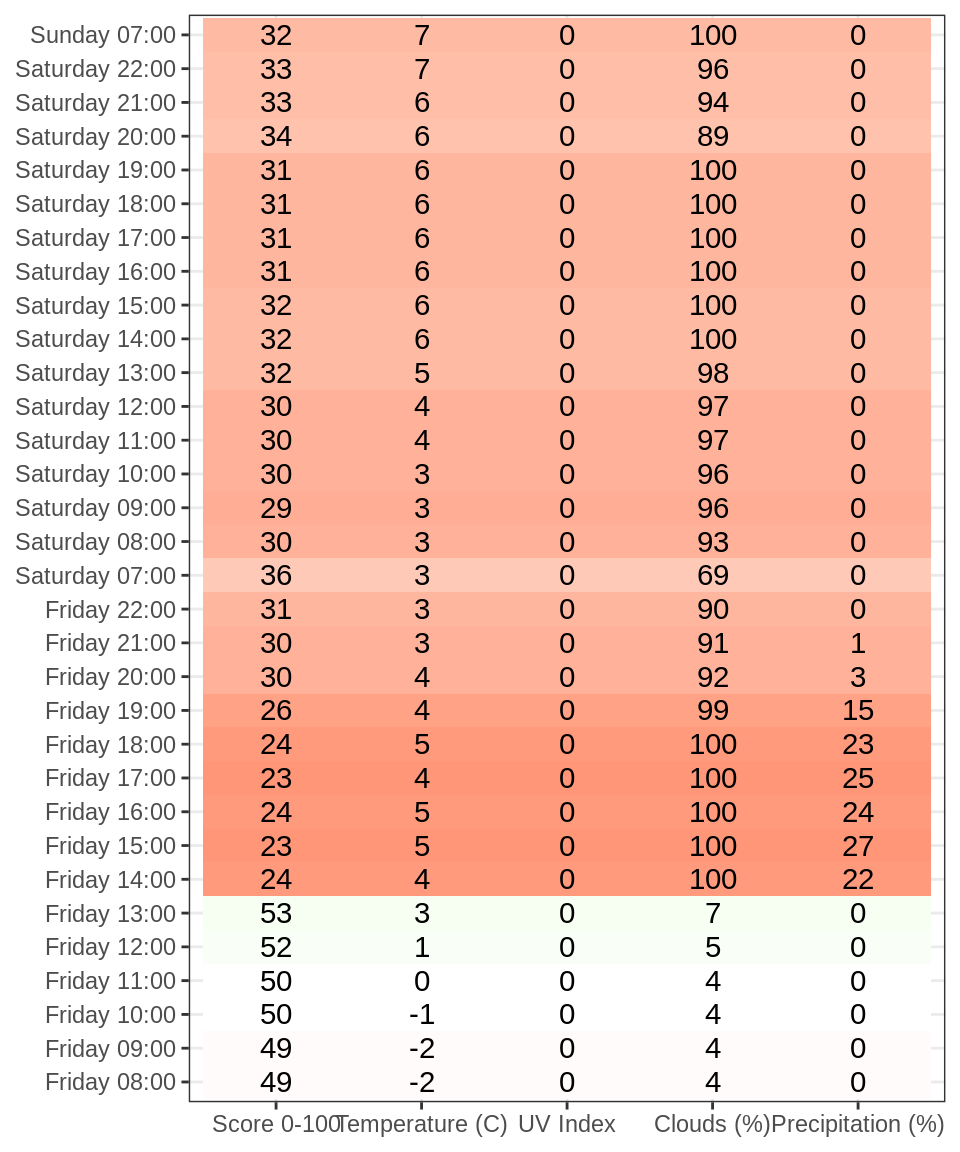 Sunday 07:00 32 7 0 100 0
Saturday 22:00 33 7 0 96 0
Saturday 21:00 33 6 0 94 0
Saturday 20:00 34 6 0 89 0
Saturday 19:00 31 6 0 100 0
Saturday 18:00 31 6 0 100 0
Saturday 17:00 31 6 0 100 0
Saturday 16:00 31 6 0 100 0
Saturday 15:00 32 6 0 100 0
Saturday 14:00 32 6 0 100 0
Saturday 13:00 32 5 0 98 0
Saturday 12:00 30 4 0 97 0
Saturday 11:00 30 4 0 97 0
Saturday 10:00 30 3 0 96 0
Saturday 09:00 29 3 0 96 0
Saturday 08:00 30 3 0 93 0
Saturday 07:00 36 3 0 69 0
Friday 22:00 31 3 0 90 0
Friday 21:00 30 3 0 91 1
Friday 20:00 30 4 0 92 3
Friday 19:00 26 4 0 99 15
Friday 18:00 24 5 0 100 23
Friday 17:00 23 4 0 100 25
Friday 16:00 24 5 0 100 24
Friday 15:00 23 5 0 100 27
Friday 14:00 24 4 0 100 22
Friday 13:00 53 3 0 7 0
Friday 12:00 52 1 0 5 0
Friday 11:00 50 0 0 4 0
Friday 10:00 50 -1 0 4 0
Friday 09:00 49 -2 0 4 0
Friday 08:00 49 -2 0 4 0
Score 0-100 Temperature (C) UV Index Clouds (%) Precipitation (%)